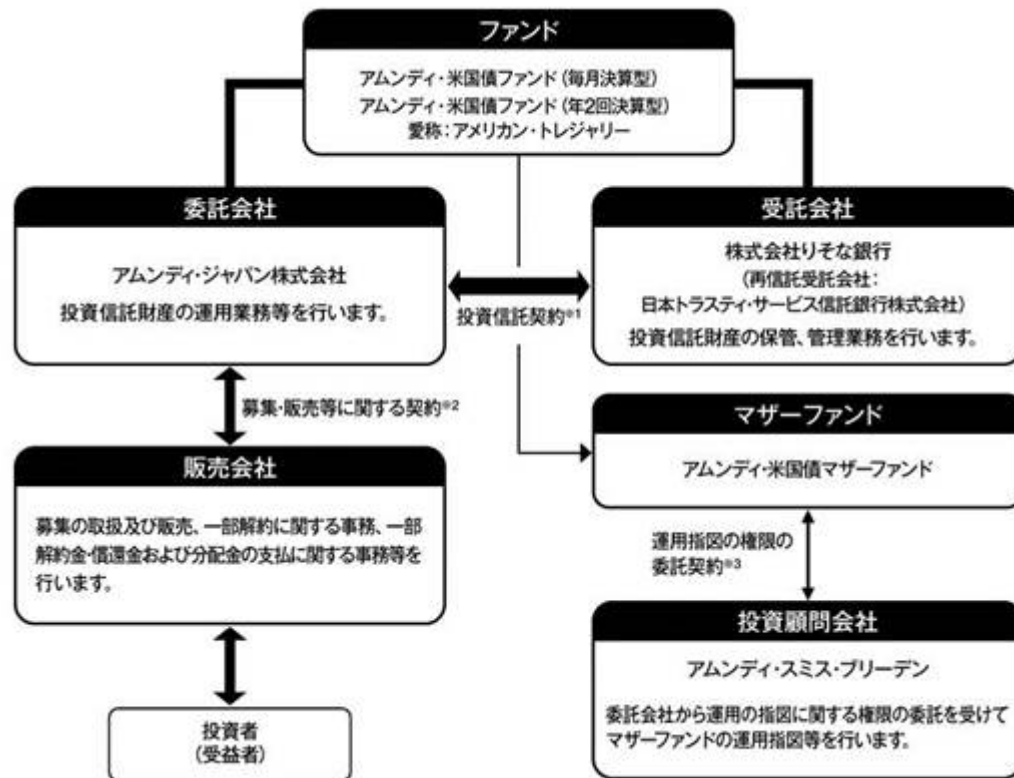 ファンド
アムンディ・米国債ファンド(毎月決算型)
アムンディ・米国債ファンド(年2回決算型)
愛称:アメリカン・トレジャリー
委託会社
アムンディ・ジャパン株式会社
投資信託財産の運用業務等を行います。
投資信託契約※1
受託会社
株式会社りそな銀行
(再信託受託会社:
日本トラスティ・サービス信託銀行株式会社)
投資信託財産の保管、管理業務を行います。
募集・販売等に関する契約※2
販売会社
募集の取扱及び販売、一部解約に関する事務、一部
解約金・償還金および分配金の支払に関する事務等を
行います。
マザーファンド
アムンディ・米国債マザーファンド
運用指図の権限の
委託契約※3
投資顧問会社
アムンディ・スミス・ブリーデン
委託会社から運用の指図に関する権限の委託を受けて
マザーファンドの運用指図等を行います。
投資者
(受益者)